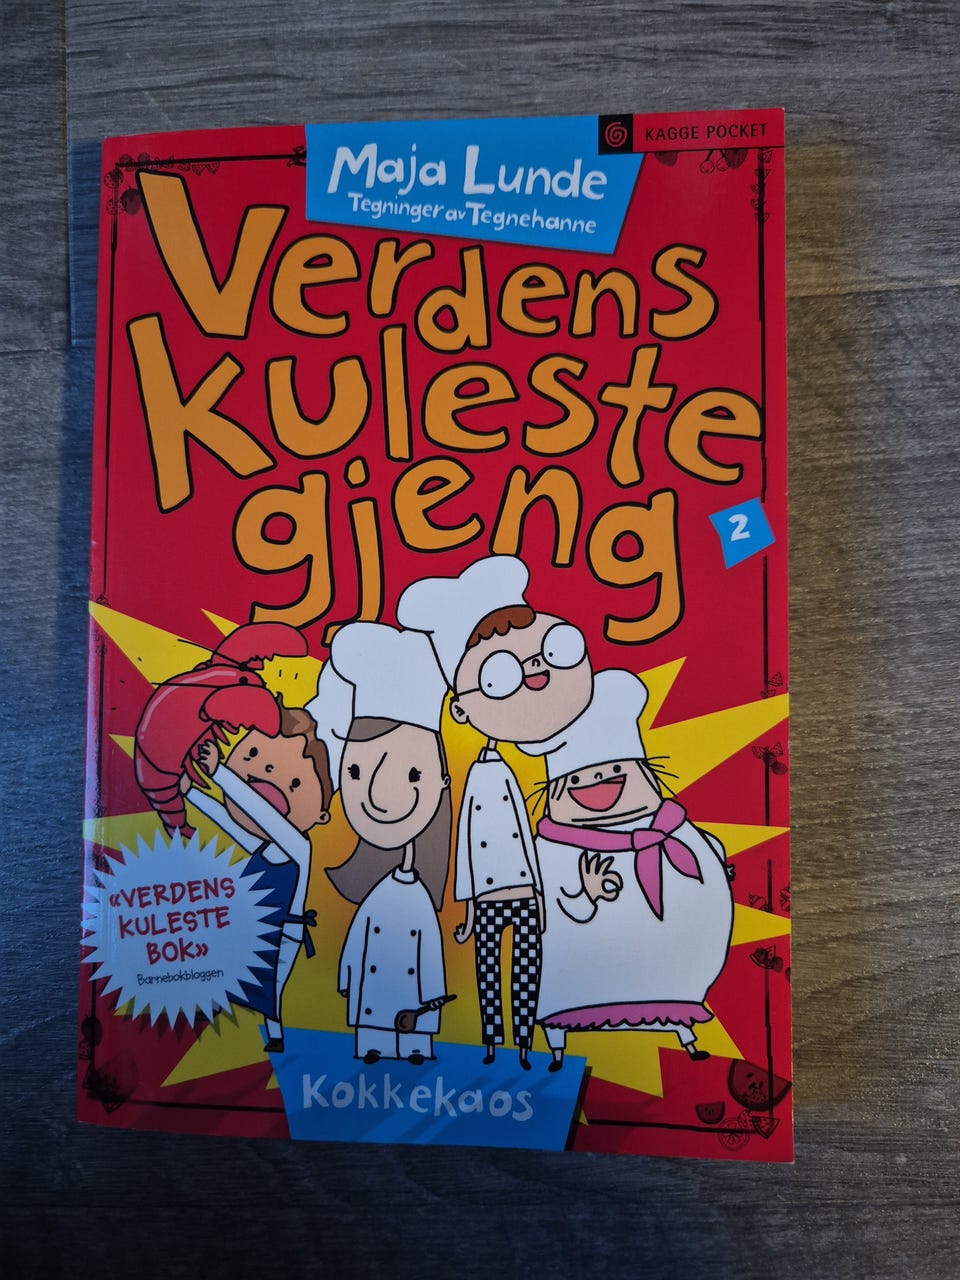 KAGGE POCKET
Maja Lunde
Tegninger av Tegnehanne
Verdens
kuleste
gjeng
2
«VERDENS
KULESTE
BOK»
Barnebokbloggen
Kokkekaos